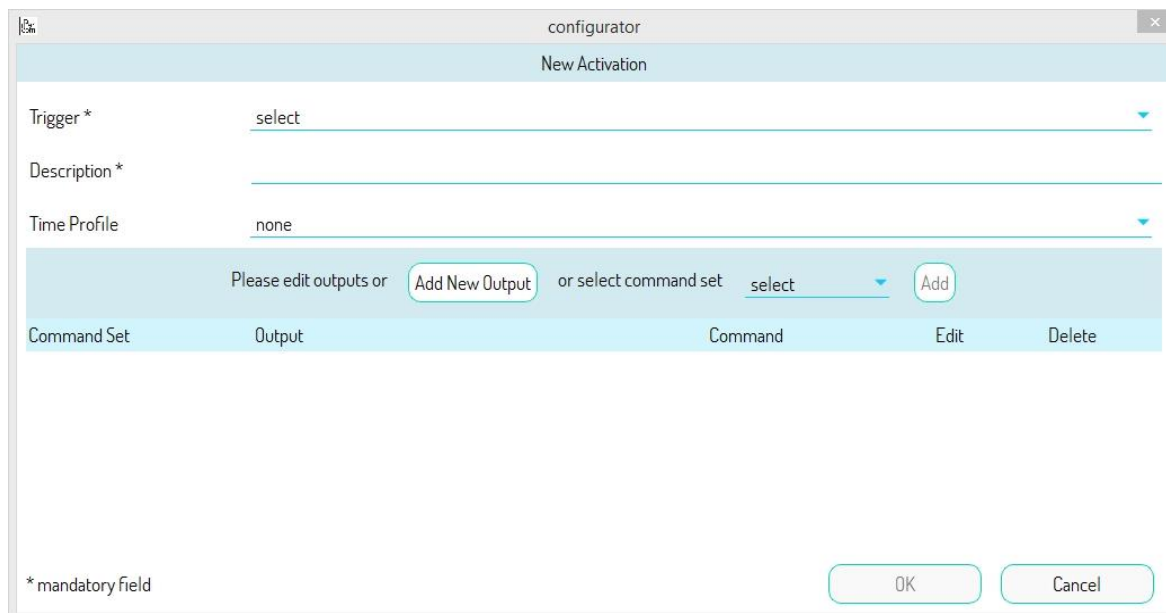 configurator
New Activation
Trigger * select
Description *
Time Profile none
Please edit outputs or Add New Output or select command set select Add
Command Set Output Command Edit Delete
* mandatory field OK Cancel